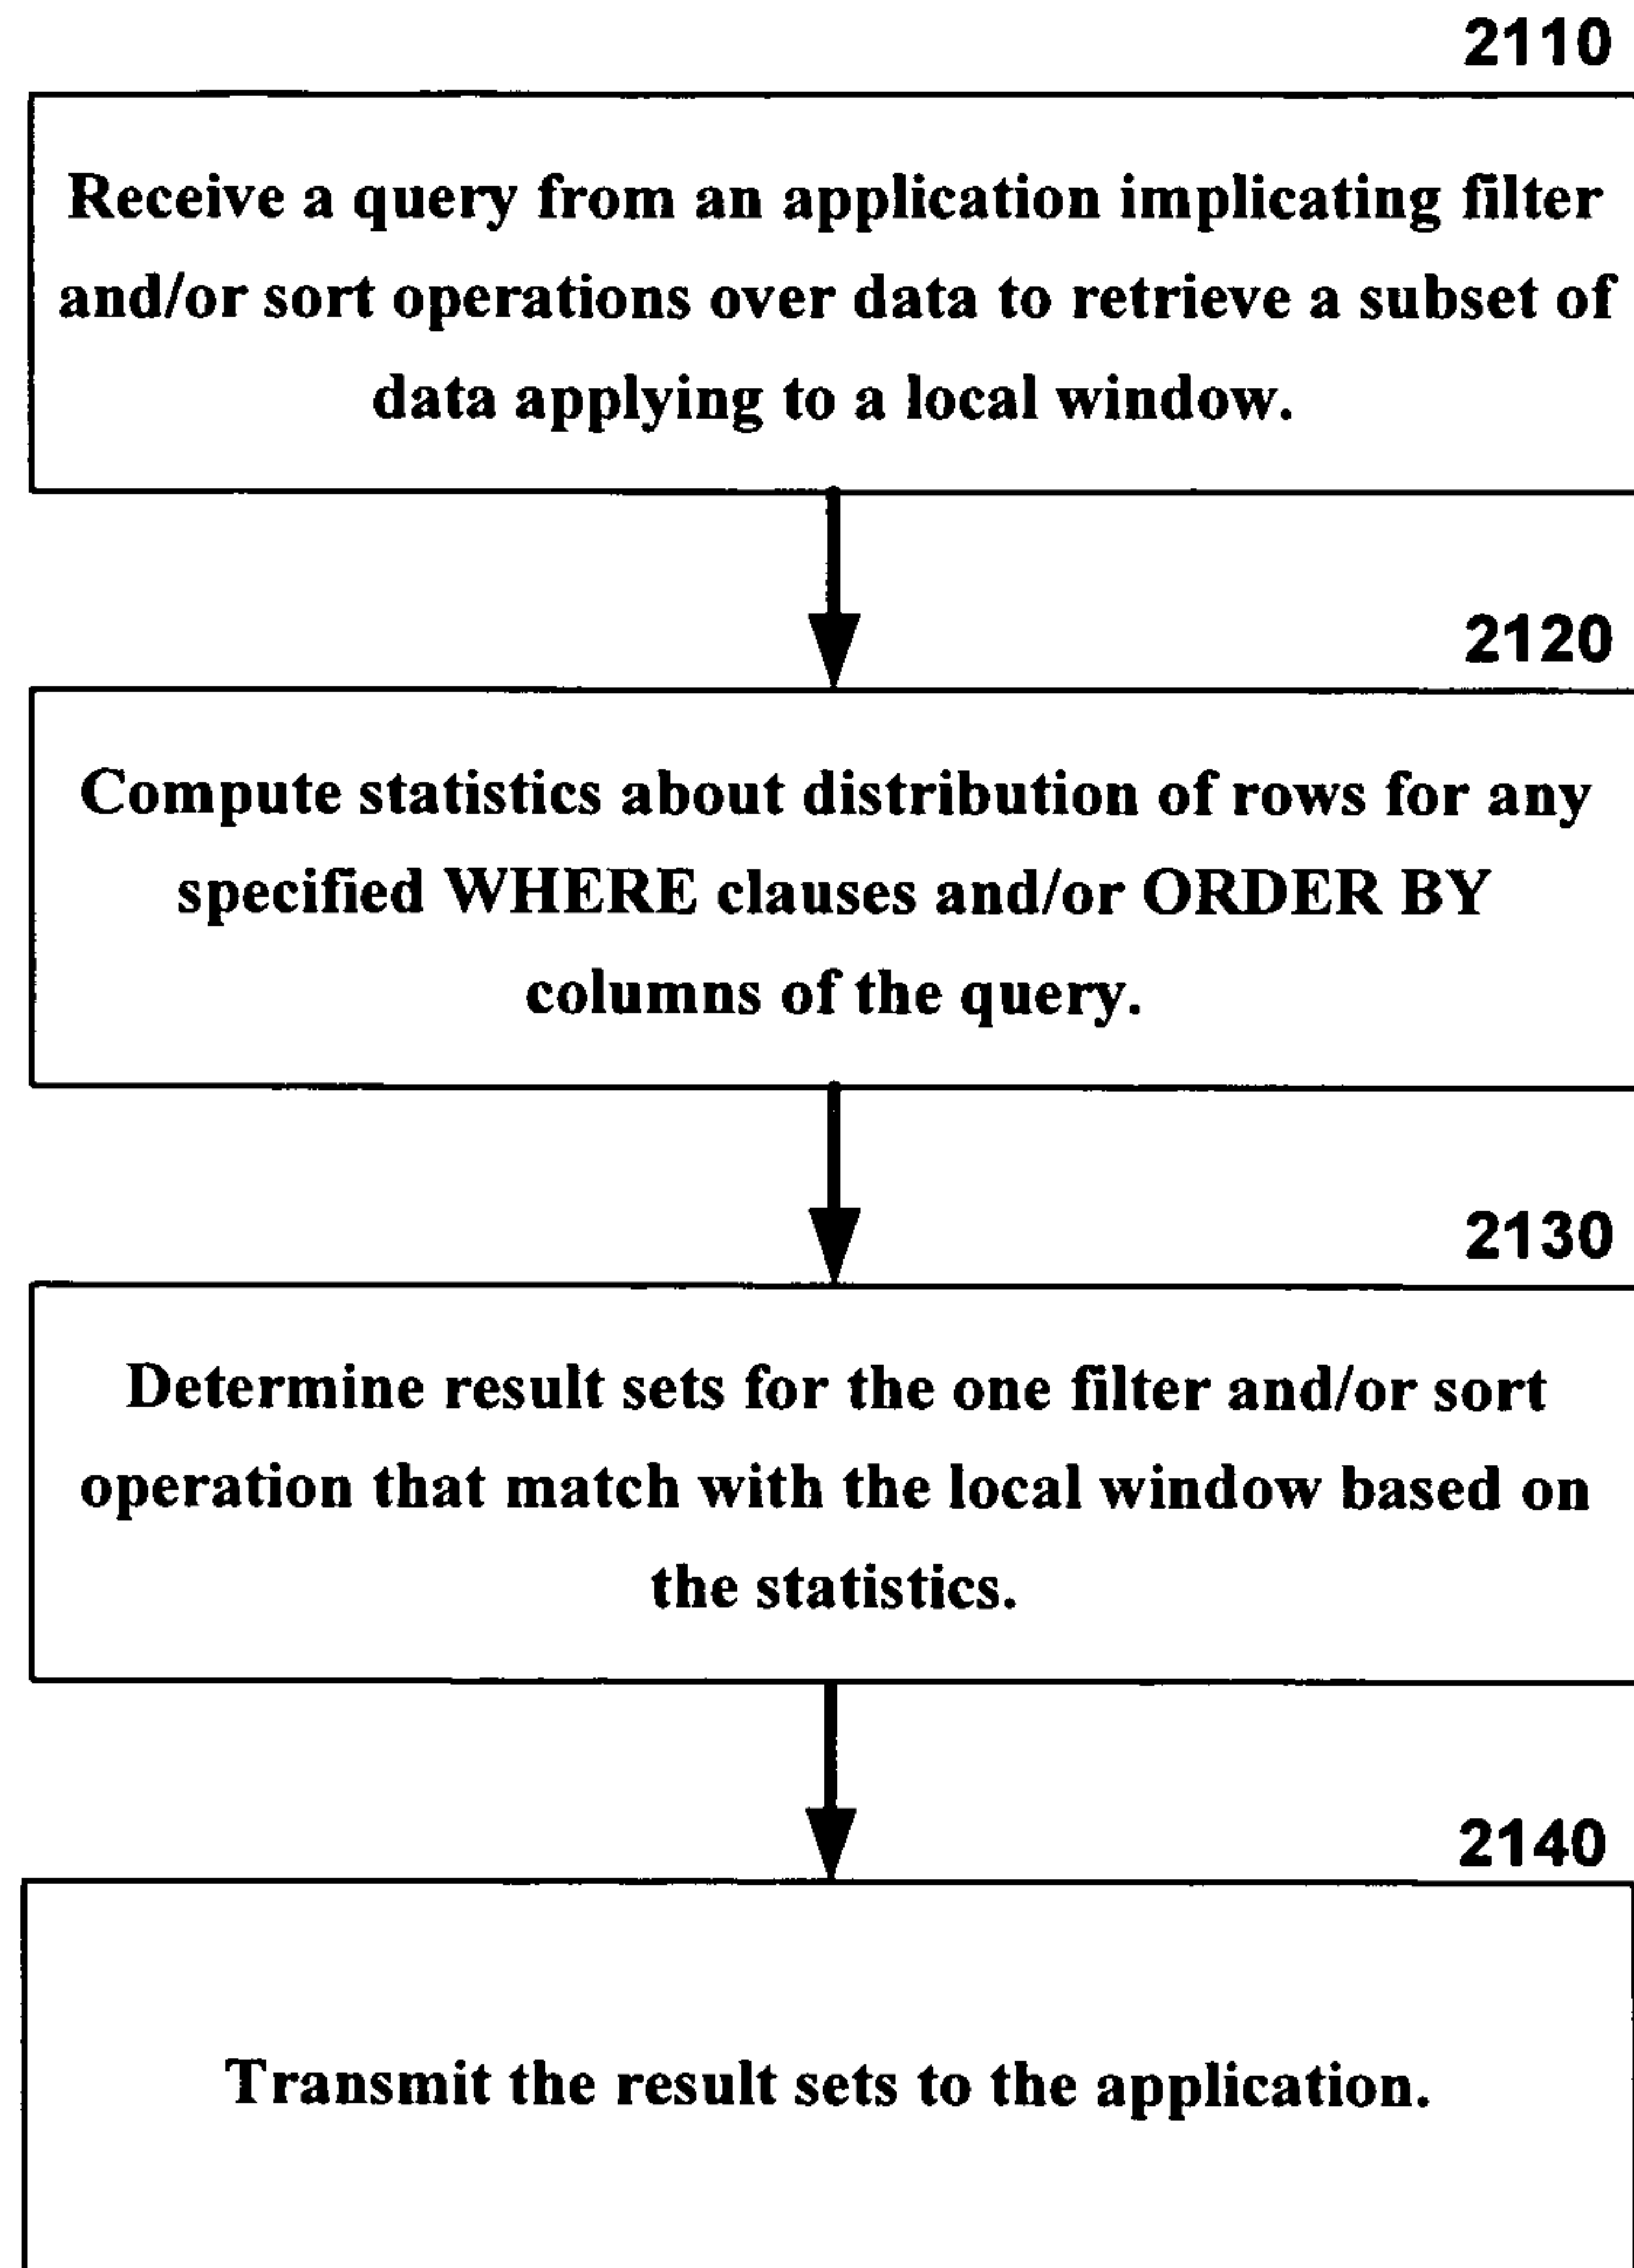 2110
Receive a query from an application implicating filter
and/or sort operations over data to retrieve a subset of
data applying to a local window.
2120
Compute statistics about distribution of rows for any
specified WHERE clauses and/or ORDER BY
columns of the query.
2130
Determine result sets for the one filter and/or sort
operation that match with the local window based on
the statistics.
2140
Transmit the result sets to the application.